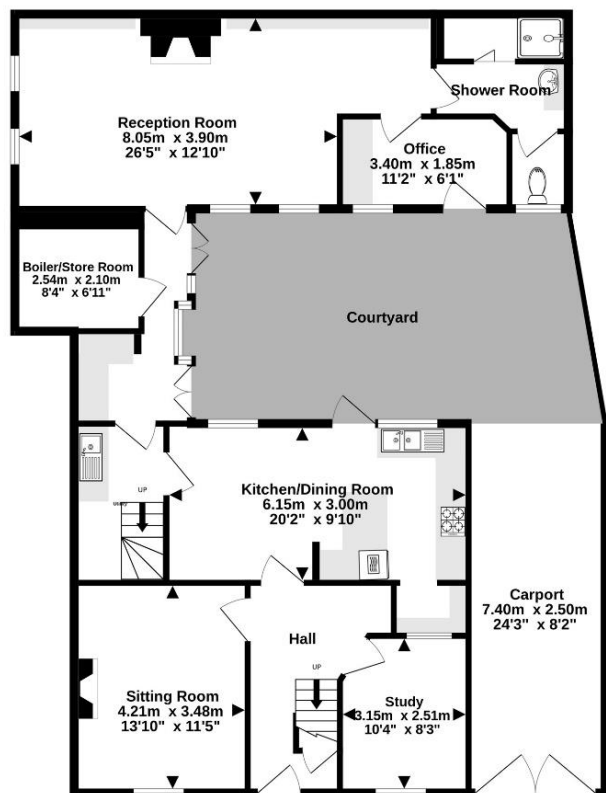 Shower Room
Reception Room
8.05m x 3.90m
26'5" x 12'10"
Office
3.40m x 1.85m
11'2" x 6'1"
Boiler/Store Room
2.54m x 2.10m
8'4" x 6'11"
Courtyard
UP
Kitchen/Dining Room
6.15m x 3.00m
20'2" x 9'10"
Carport
7.40m x 2.50m
24'3" x 8'2"
Hall
UP
Sitting Room
4.21m x 3.48m
13'10" x 11'5"
Study
3.15m x 2.51m
10'4" x 8'3"